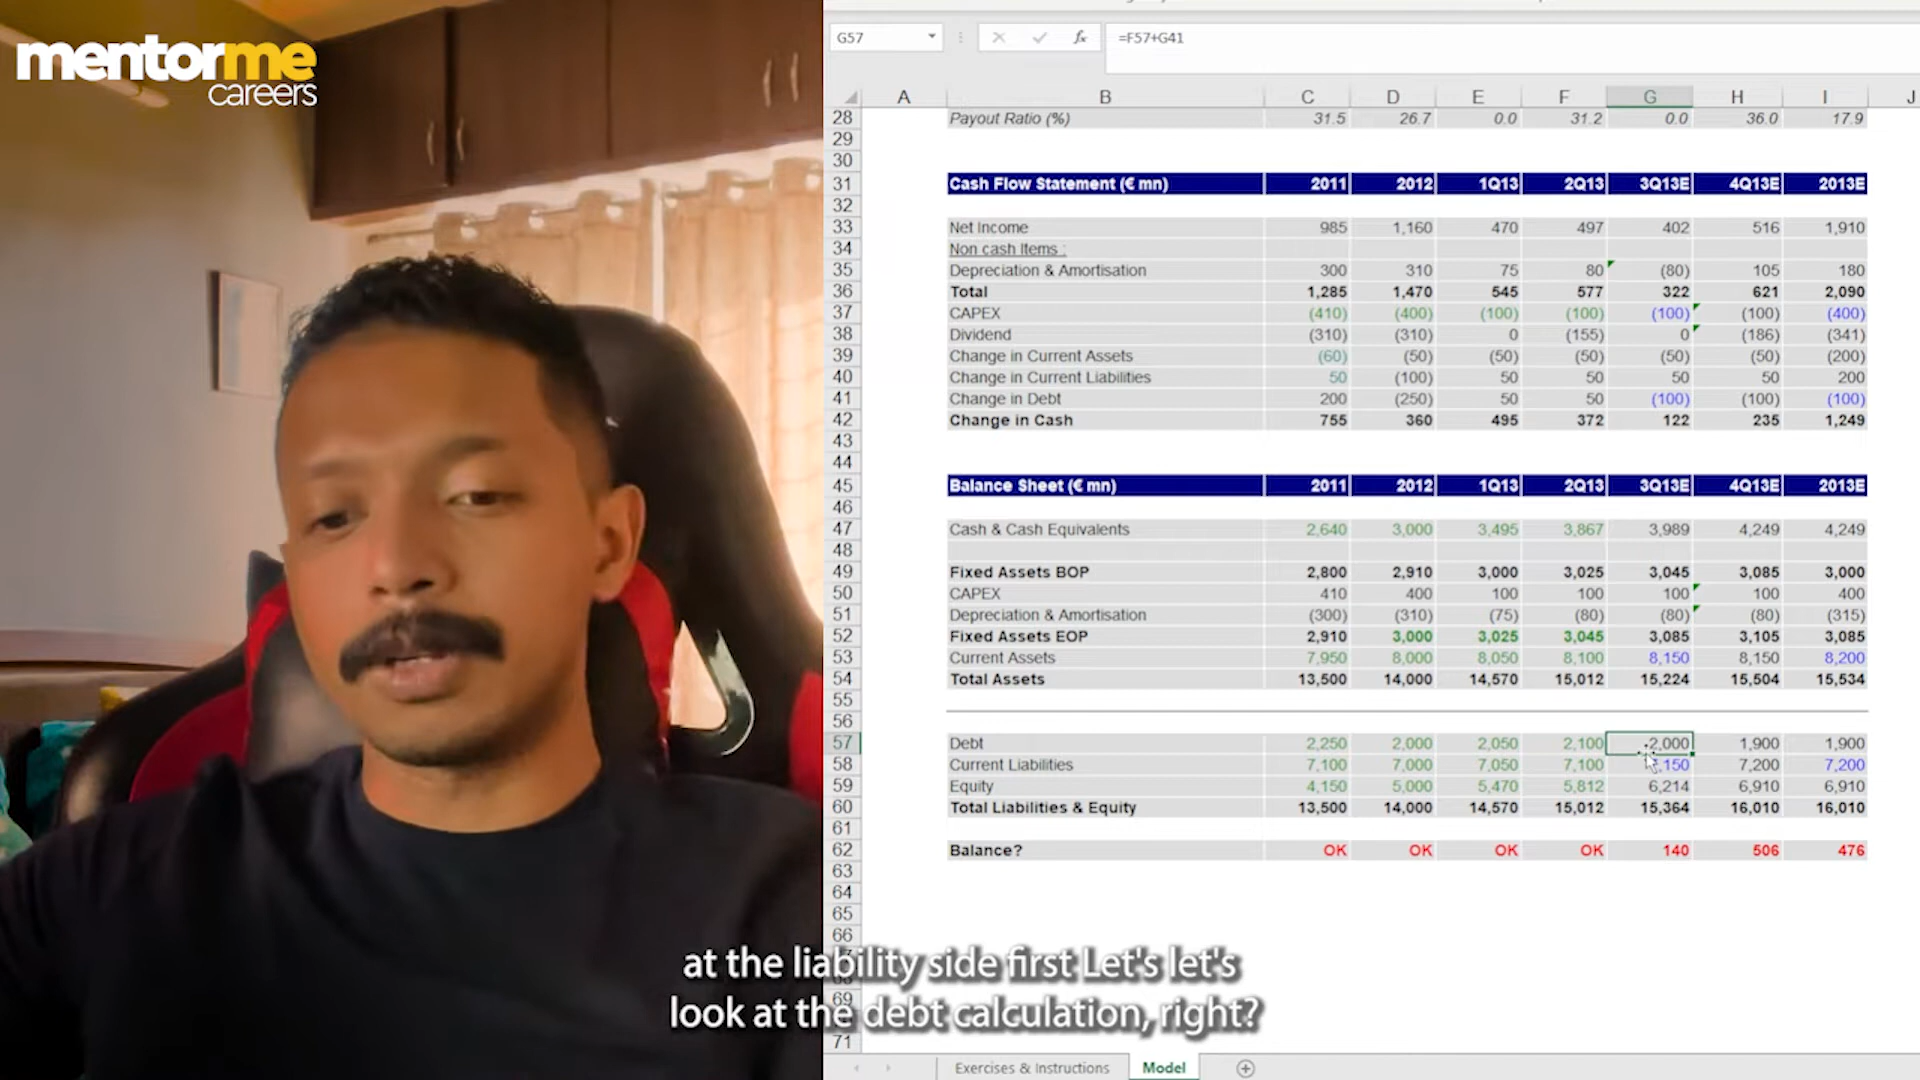 mentorme
careers
G57 =F57+G41
A B C D E F G H I J
28 Payout Ratio (%) 31.5 26.7 0.0 31.2 0.0 36.0 17.9
29
30
31 Cash Flow Statement (€ mn) 2011 2012 1Q13 2Q13 3Q13E 4Q13E 2013E
32
33 Net Income 985 1,160 470 497 402 516 1,910
34 Non cash Items :
35 Depreciation & Amortisation 300 310 75 80 (80) 105 180
36 Total 1,285 1,470 545 577 322 621 2,090
37 CAPEX (410) (400) (100) (100) (100) (100) (400)
38 Dividend (310) (310) 0 (155) 0 (186) (341)
39 Change in Current Assets (60) (50) (50) (50) (50) (50) (200)
40 Change in Current Liabilities 50 (100) 50 50 50 50 200
41 Change in Debt 200 (250) 50 50 (100) (100) (100)
42 Change in Cash 755 360 495 372 122 235 1,249
43
44
45 Balance Sheet (€ mn) 2011 2012 1Q13 2Q13 3Q13E 4Q13E 2013E
46
47 Cash & Cash Equivalents 2,640 3,000 3,495 3,867 3,989 4,249 4,249
48
49 Fixed Assets BOP 2,800 2,910 3,000 3,025 3,045 3,085 3,000
50 CAPEX 410 400 100 100 100 100 400
51 Depreciation & Amortisation (300) (310) (75) (80) (80) (80) (315)
52 Fixed Assets EOP 2,910 3,000 3,025 3,045 3,085 3,105 3,085
53 Current Assets 7,950 8,000 8,050 8,100 8,150 8,150 8,200
54 Total Assets 13,500 14,000 14,570 15,012 15,224 15,504 15,534
55
56
57 Debt 2,250 2,000 2,050 2,100 2,000 1,900 1,900
58 Current Liabilities 7,100 7,000 7,050 7,100 ,150 7,200 7,200
59 Equity 4,150 5,000 5,470 5,812 6,214 6,910 6,910
60 Total Liabilities & Equity 13,500 14,000 14,570 15,012 15,364 16,010 16,010
61
62 Balance? OK OK OK OK 140 506 476
63
64
65
66
at the liability side first Let's let's
69
look at the debt calculation, right?
71
Exercises & Instructions Model